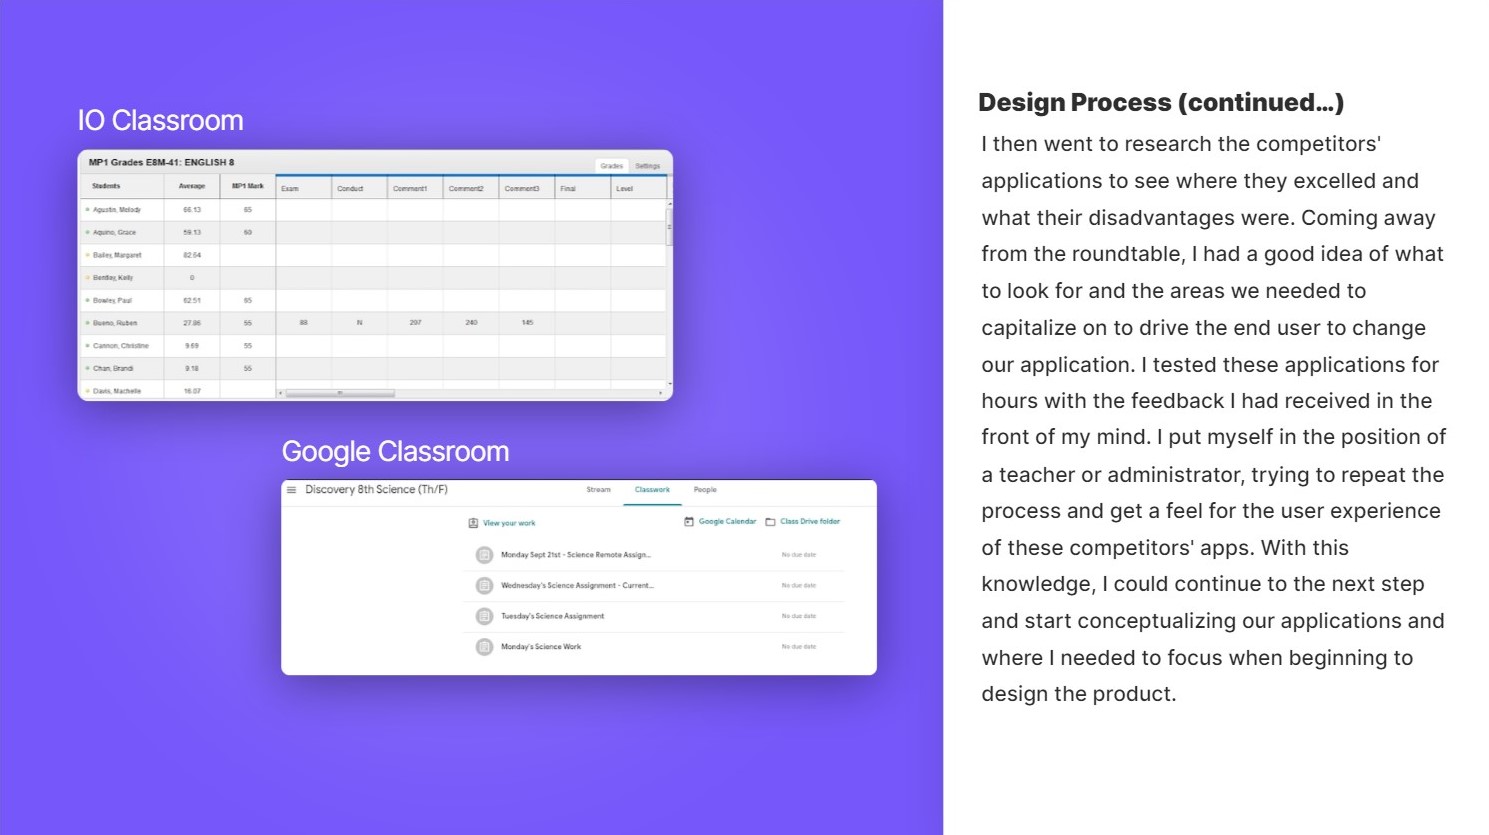 IO Classroom
MP1 Grades E8M-41: ENGLISH 8
Grades Settings
Students Average MP1 Mark Exam Conduct Comment1 Comment2 Comment3 Final Level
Agustin, Melody 66.13 65
Aquino, Grace 59.13 60
Bailey, Margaret 82.64
Bentley, Kelly 0
Bowley, Paul 62.51 65
Bueno, Ruben 27.86 55 88 N 207 240 145
Cannon, Christine 9.69 55
Chan, Brandi 9.18 55
Davis, Machelle 16.07
Google Classroom
Discovery 8th Science (Th/F) Stream Classwork People
View your work Google Calendar Class Drive folder
Monday Sept 21st - Science Remote Assign... No due date
Wednesday's Science Assignment - Current... No due date
Tuesday's Science Assignment No due date
Monday's Science Work No due date
Design Process (continued...)
I then went to research the competitors'
applications to see where they excelled and
what their disadvantages were. Coming away
from the roundtable, I had a good idea of what
to look for and the areas we needed to
capitalize on to drive the end user to change
our application. I tested these applications for
hours with the feedback I had received in the
front of my mind. I put myself in the position of
a teacher or administrator, trying to repeat the
process and get a feel for the user experience
of these competitors' apps. With this
knowledge, I could continue to the next step
and start conceptualizing our applications and
where I needed to focus when beginning to
design the product.